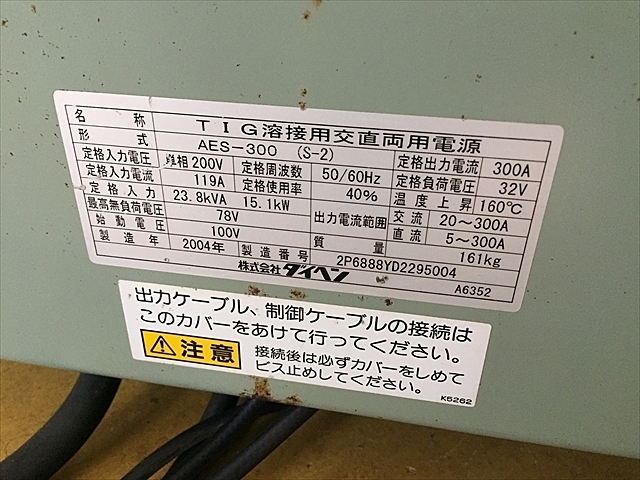 名称 TIG溶接用交直両用電源
形式 AES-300 (S-2)
定格入力電圧 単相200V 定格周波数 50/60Hz 定格出力電流 300A
定格入力電流 119A 定格使用率 40% 定格負荷電圧 32V
定格入力 23.8kVA 15.1kW 温度上昇 160℃
最高無負荷電圧 78V 出力電流範囲 交流 20~300A
始動電圧 100V 直流 5~300A
製造年 2004年 製造番号 2P6888YD2295004 質量 161kg
株式会社ダイヘン A6352
出力ケーブル、制御ケーブルの接続は
このカバーをあけて行ってください。
注意 接続後は必ずカバーをしめて
ビス止めしてください。
K5262